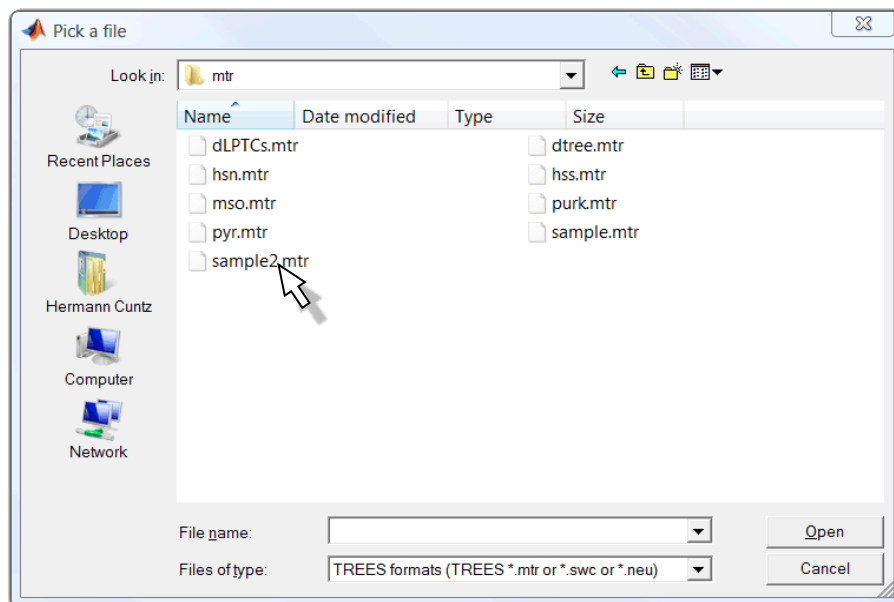 Pick a file
Look in: mtr
Name Date modified Type Size
dLPTCs.mtr dtree.mtr
hsn.mtr hss.mtr
mso.mtr purk.mtr
pyr.mtr sample.mtr
sample2.mtr
Recent Places
Desktop
Hermann Cuntz
Computer
Network
File name: Open
Files of type: TREES formats (TREES *.mtr or *.swc or *.neu) Cancel